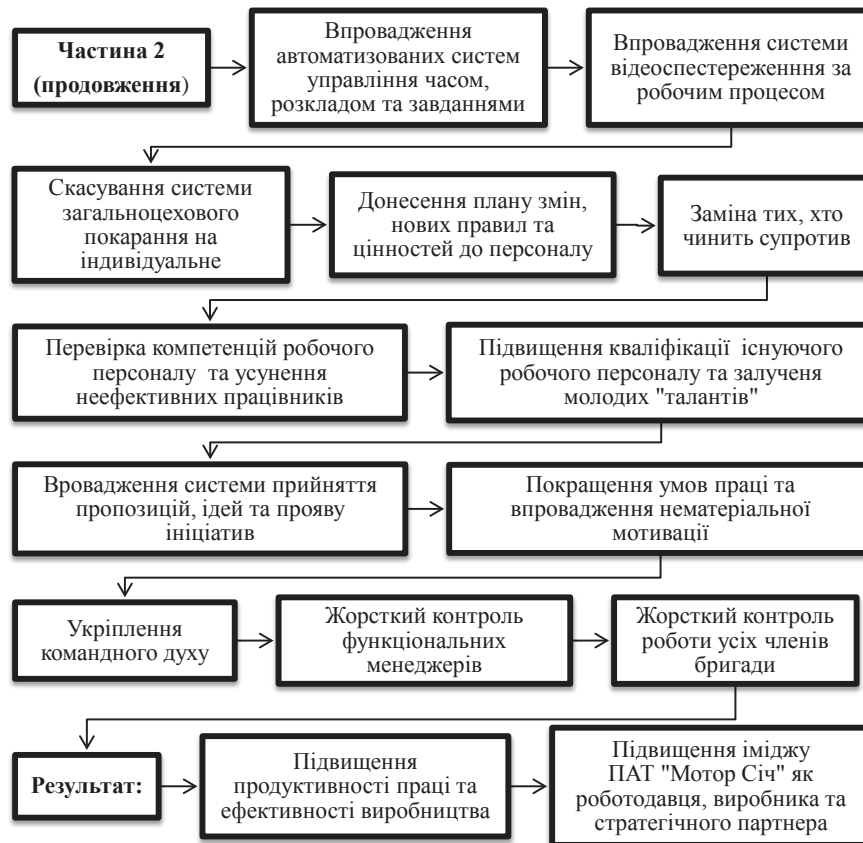 Частина 2
(продовження)
Впровадження
автоматизованих систем
управління часом,
розкладом та завданнями
Впровадження системи
відеоспестереженння за
робочим процесом
Скасування системи
загальноцехового
покарання на
індивідуальне
Донесення плану змін,
нових правил та
цінностей до персоналу
Заміна тих, хто
чинить супротив
Перевірка компетенцій робочого
персоналу та усунення
неефективних працівників
Підвищення кваліфікації існуючого
робочого персоналу та залученя
молодих "талантів"
Вровадження системи прийняття
пропозицій, ідей та прояву
ініціатив
Покращення умов праці та
впровадження нематеріальної
мотивації
Укріплення
командного духу
Жорсткий контроль
функціональних
менеджерів
Жорсткий контроль
роботи усіх членів
бригади
Результат:
Підвищення
продуктивності праці та
ефективності виробництва
Підвищення іміджу
ПАТ "Мотор Січ" як
роботодавця, виробника та
стратегічного партнера